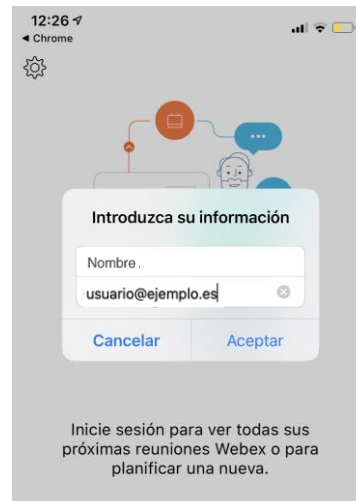 12:26
◄ Chrome
Introduzca su información
Nombre.
usuario@ejemplo.es
Cancelar
Aceptar
Inicie sesión para ver todas sus
próximas reuniones Webex o para
planificar una nueva.